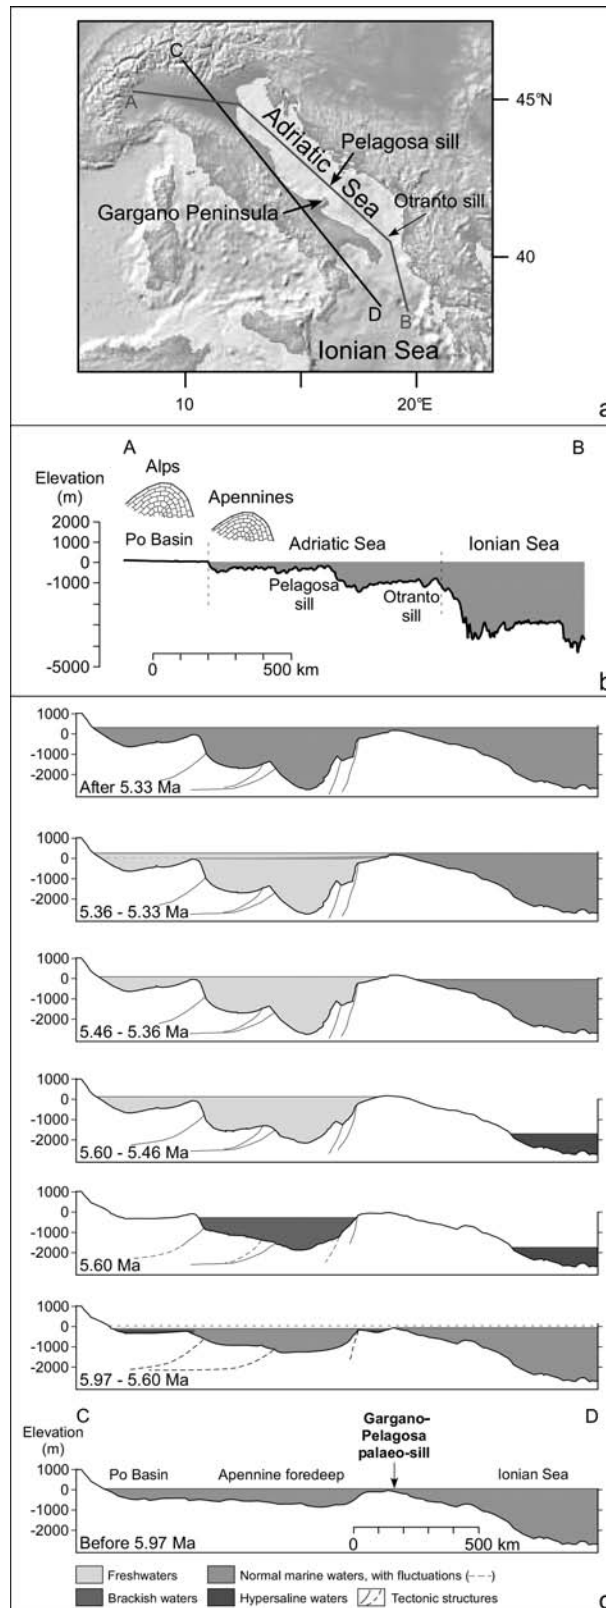 C
A
45°N
Adriatic Sea
Pelagosa sill
Otranto sill
Gargano Peninsula
40
D
B
Ionian Sea
10
20°E
a
A
B
Elevation
(m)
Alps
Apennines
2000
1000
0
-1000
-5000
Po Basin
Adriatic Sea
Ionian Sea
Pelagosa
sill
Otranto
sill
0
500 km
b
1000
0
-1000
-2000
After 5.33 Ma
1000
0
-1000
-2000
5.36 - 5.33 Ma
1000
0
-1000
-2000
5.46 - 5.36 Ma
1000
0
-1000
-2000
5.60 - 5.46 Ma
1000
0
-1000
-2000
5.60 Ma
1000
0
-1000
-2000
5.97 - 5.60 Ma
C
D
Elevation
(m)
Gargano-
Pelagosa
palaeo-sill
1000
0
-1000
-2000
Po Basin
Apennine foredeep
Ionian Sea
0
500 km
Before 5.97 Ma
Freshwaters
Normal marine waters, with fluctuations (---)
Brackish waters
Hypersaline waters
Tectonic structures